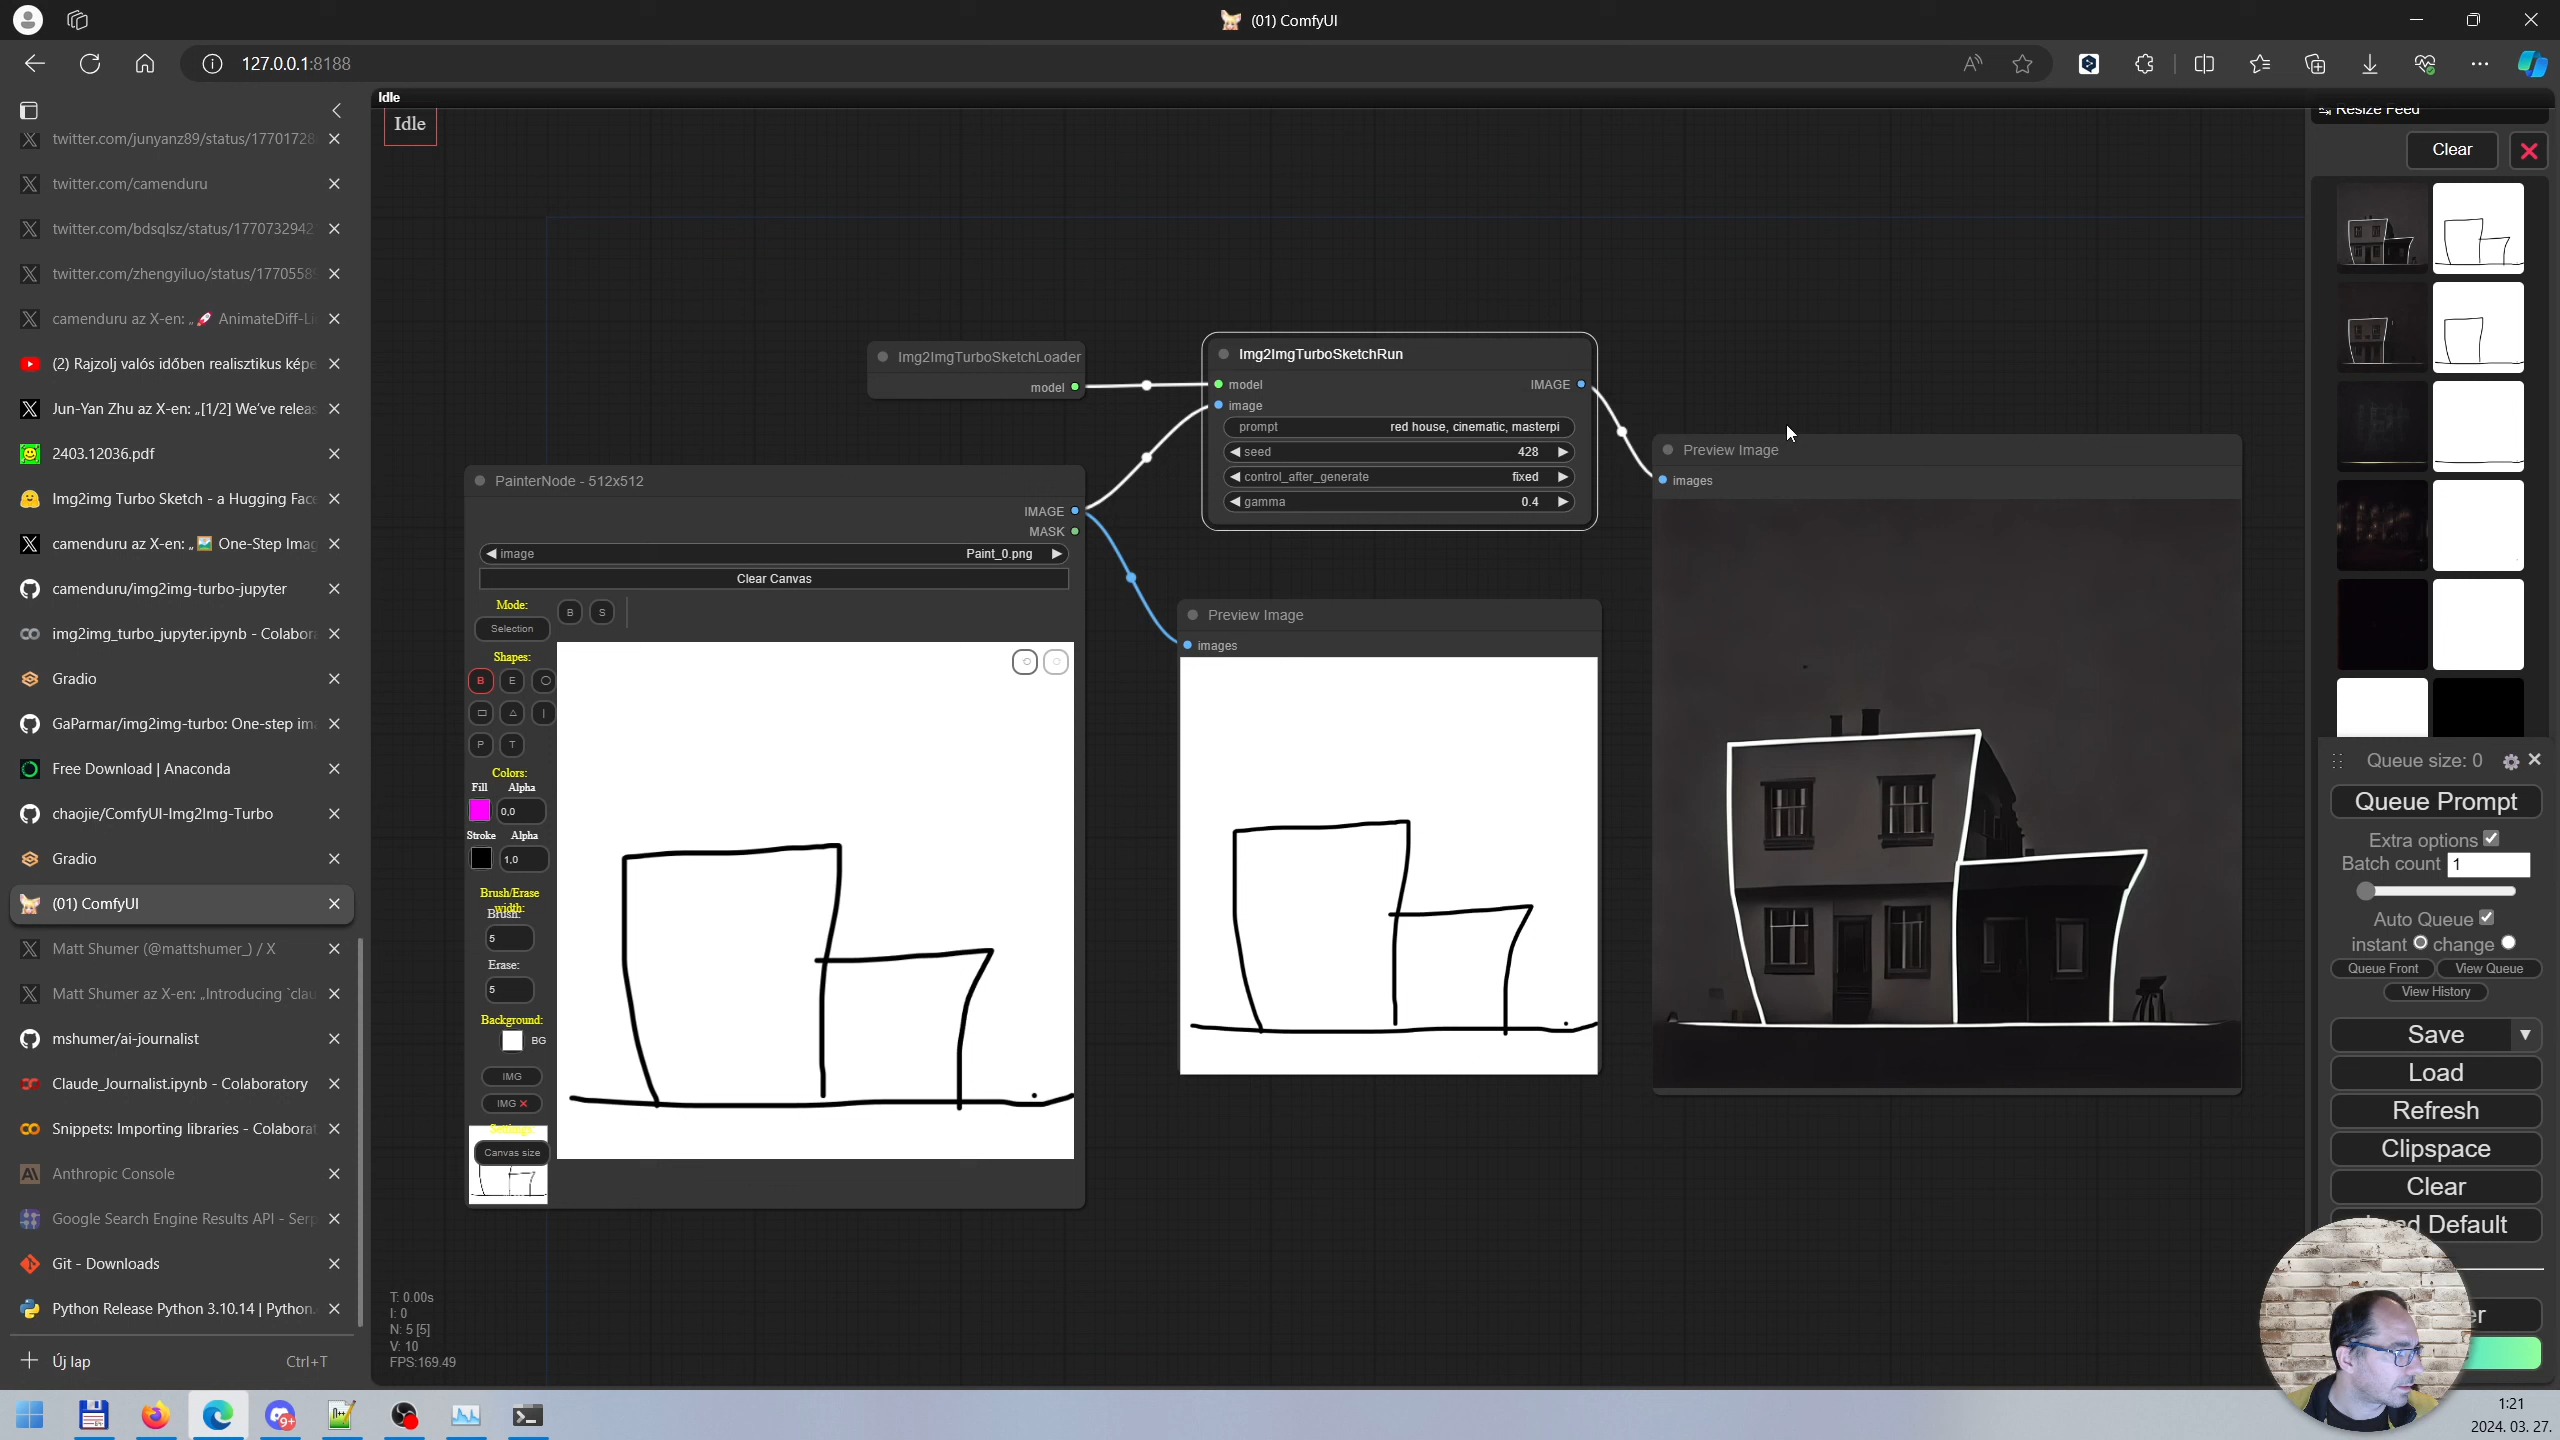 (01) ComfyUI
127.0.0.1:8188
twitter.com/junyanz89/status/17701728
twitter.com/camenduru
twitter.com/bdsqlsz/status/1770732942
twitter.com/zhengyiluo/status/1770558
camenduru az X-en: „🚀 AnimateDiff-Li
(2) Rajzolj valós időben realisztikus képe
Jun-Yan Zhu az X-en: „[1/2] We've releas
2403.12036.pdf
Img2img Turbo Sketch - a Hugging Face
camenduru az X-en: „🖼️ One-Step Imag
camenduru/img2img-turbo-jupyter
img2img_turbo_jupyter.ipynb - Colabora
Gradio
GaParmar/img2img-turbo: One-step im
Free Download | Anaconda
chaojie/ComfyUI-Img2Img-Turbo
Gradio
(01) ComfyUI
Matt Shumer (@mattshumer_) / X
Matt Shumer az X-en: „Introducing `clau
mshumer/ai-journalist
Claude_Journalist.ipynb - Colaboratory
Snippets: Importing libraries - Colaborat
Anthropic Console
Google Search Engine Results API - Serp
Git - Downloads
Python Release Python 3.10.14 | Python.
Új lap Ctrl+T
Idle
Idle
Img2ImgTurboSketchLoader
model
Img2ImgTurboSketchRun
model IMAGE
image
prompt red house, cinematic, masterpi
seed 428
control_after_generate fixed
gamma 0.4
PainterNode - 512x512
IMAGE
MASK
image Paint_0.png
Clear Canvas
Mode:
B S
Selection
Shapes:
B E
P T
Colors:
Fill Alpha
0,0
Stroke Alpha
1,0
Brush/Erase
width:
Brush:
5
Erase:
5
Background:
BG
IMG
IMG ×
Settings:
Canvas size
Preview Image
images
Preview Image
images
T: 0.00s
I: 0
N: 5 [5]
V: 10
FPS:169.49
Resize Feed
Clear
Queue size: 0
Queue Prompt
Extra options
Batch count 1
Auto Queue
instant change
Queue Front View Queue
View History
Save
Load
Refresh
Clipspace
Clear
Default
9+
1:21
2024. 03. 27.